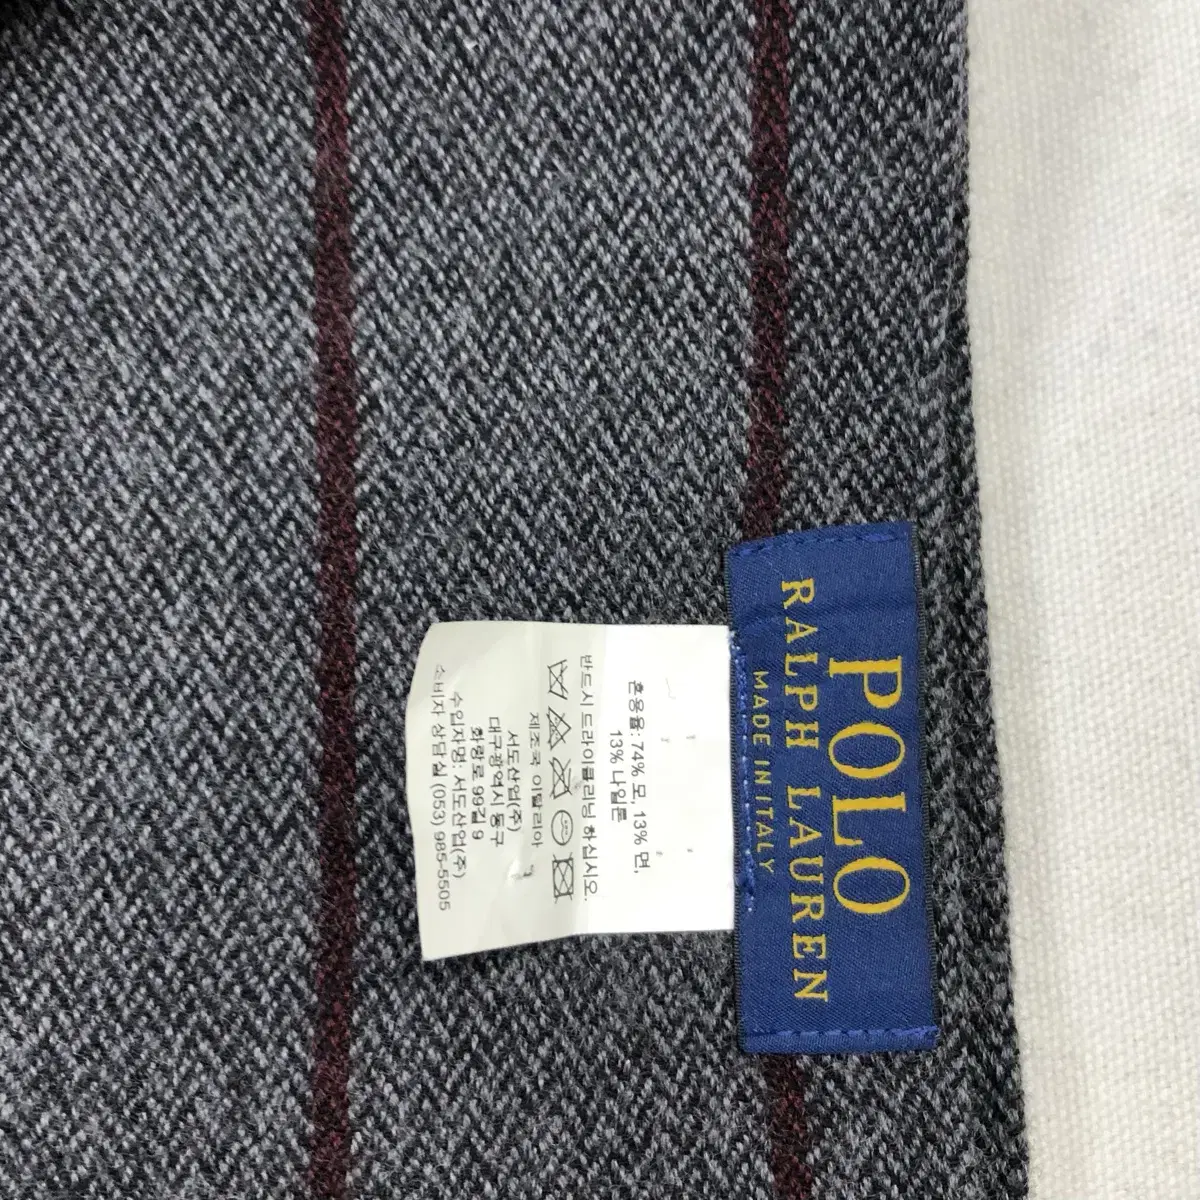 POLO
RALPH LAUREN
MADE IN ITALY
혼용율: 74% 모, 13% 면,
13% 나일론
반드시 드라이클리닝 하십시오.
제조국 이탈리아
서도산업(주)
대구광역시 동구
화랑로 99길 9
수입자명: 서도산업(주)
소비자 상담실 (053) 985-5505